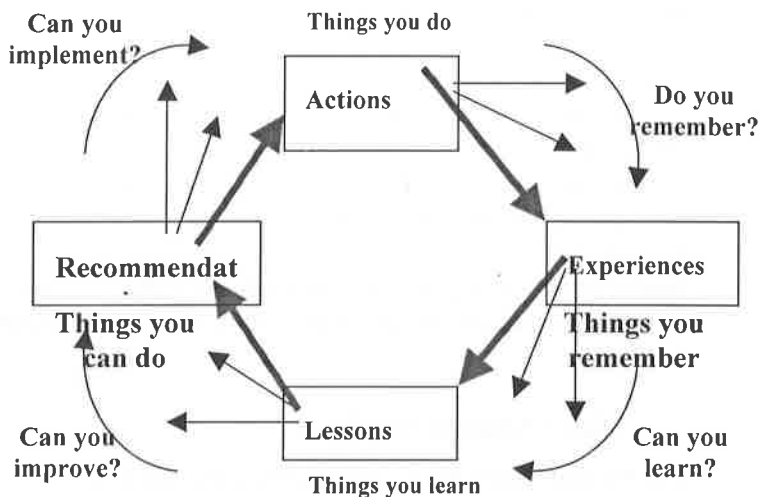 Can you
implement?
Things you do
Actions
Do you
remember?
Recommendat
Experiences
Things you
can do
Things you
remember
Can you
improve?
Lessons
Can you
learn?
Things you learn